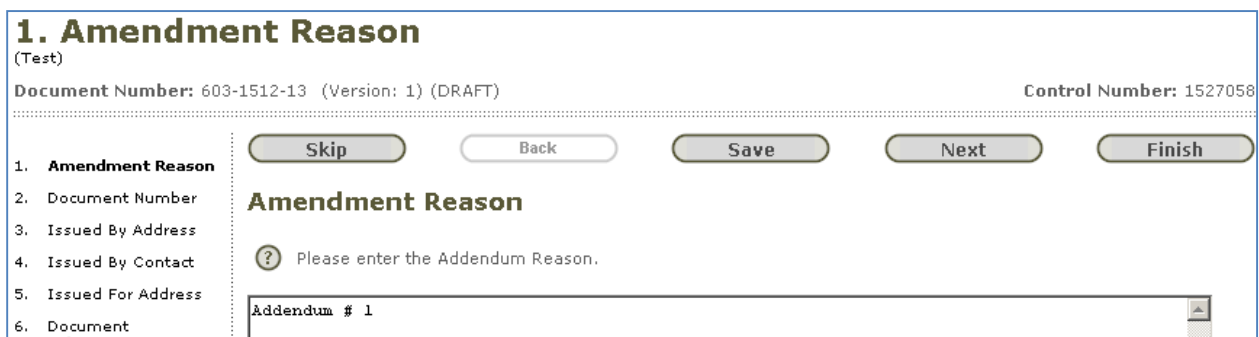 1. Amendment Reason
(Test)
Document Number: 603-1512-13 (Version: 1) (DRAFT) Control Number: 1527058
Skip Back Save Next Finish
1. Amendment Reason
2. Document Number
3. Issued By Address
4. Issued By Contact
5. Issued For Address
6. Document
Amendment Reason
? Please enter the Addendum Reason.
Addendum # 1